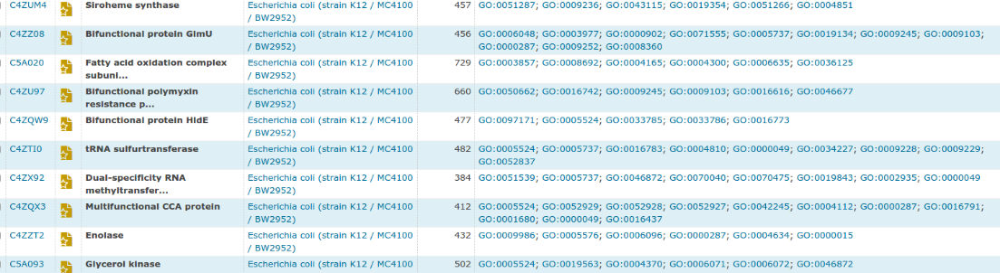 C4ZUM4 Siroheme synthase Escherichia coli (strain K12 / MC4100 457 GO:0051287; GO:0009236; GO:0043115; GO:0019354; GO:0051266; GO:0004851
/ BW2952)
C4ZZ08 Bifunctional protein GlmU Escherichia coli (strain K12 / MC4100 456 GO:0006048; GO:0003977; GO:0000902; GO:0071555; GO:0005737; GO:0019134; GO:0009245; GO:0009103;
/ BW2952) GO:0000287; GO:0009252; GO:0008360
C5A020 Fatty acid oxidation complex Escherichia coli (strain K12 / MC4100 729 GO:0003857; GO:0008692; GO:0004165; GO:0004300; GO:0006635; GO:0036125
subuni... / BW2952)
C4ZU97 Bifunctional polymyxin Escherichia coli (strain K12 / MC4100 660 GO:0050662; GO:0016742; GO:0009245; GO:0009103; GO:0016616; GO:0046677
resistance p... / BW2952)
C4ZQW9 Bifunctional protein HldE Escherichia coli (strain K12 / MC4100 477 GO:0097171; GO:0005524; GO:0033785; GO:0033786; GO:0016773
/ BW2952)
C4ZTI0 tRNA sulfurtransferase Escherichia coli (strain K12 / MC4100 482 GO:0005524; GO:0005737; GO:0016783; GO:0004810; GO:0000049; GO:0034227; GO:0009228; GO:0009229;
/ BW2952) GO:0052837
C4ZX92 Dual-specificity RNA Escherichia coli (strain K12 / MC4100 384 GO:0051539; GO:0005737; GO:0046872; GO:0070040; GO:0070475; GO:0019843; GO:0002935; GO:0000049
methyltransfer... / BW2952)
C4ZQX3 Multifunctional CCA protein Escherichia coli (strain K12 / MC4100 412 GO:0005524; GO:0052929; GO:0052928; GO:0052927; GO:0042245; GO:0004112; GO:0000287; GO:0016791;
/ BW2952) GO:0001680; GO:0000049; GO:0016437
C4ZZT2 Enolase Escherichia coli (strain K12 / MC4100 432 GO:0009986; GO:0005576; GO:0006096; GO:0000287; GO:0004634; GO:0000015
/ BW2952)
C5A093 Glycerol kinase Escherichia coli (strain K12 / MC4100 502 GO:0005524; GO:0019563; GO:0004370; GO:0006071; GO:0006072; GO:0046872
/ BW2952)